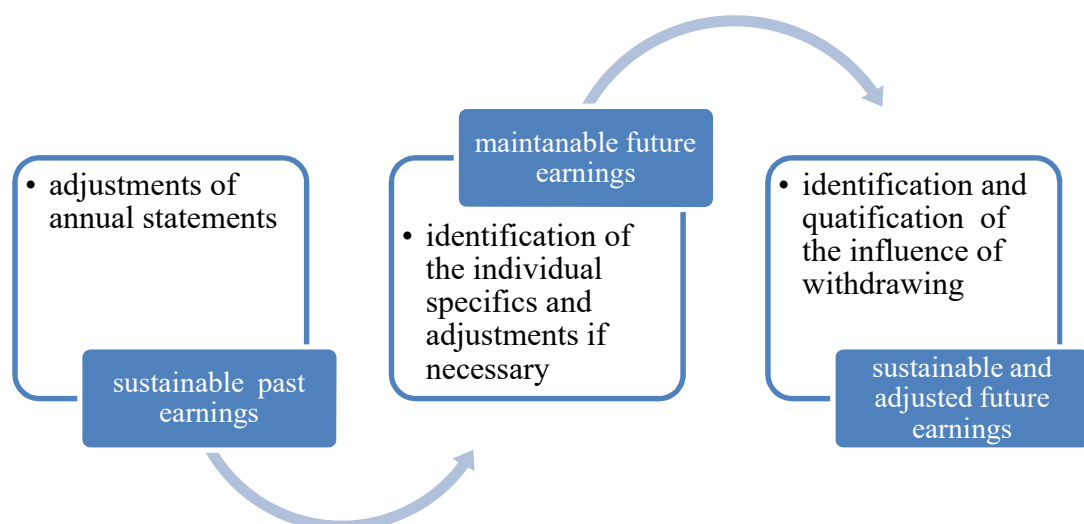 • adjustments of
annual statements
sustainable past
earnings
maintanable future
earnings
• identification of
the individual
specifics and
adjustments if
necessary
• identification and
quatification of
the influence of
withdrawing
sustainable and
adjusted future
earnings